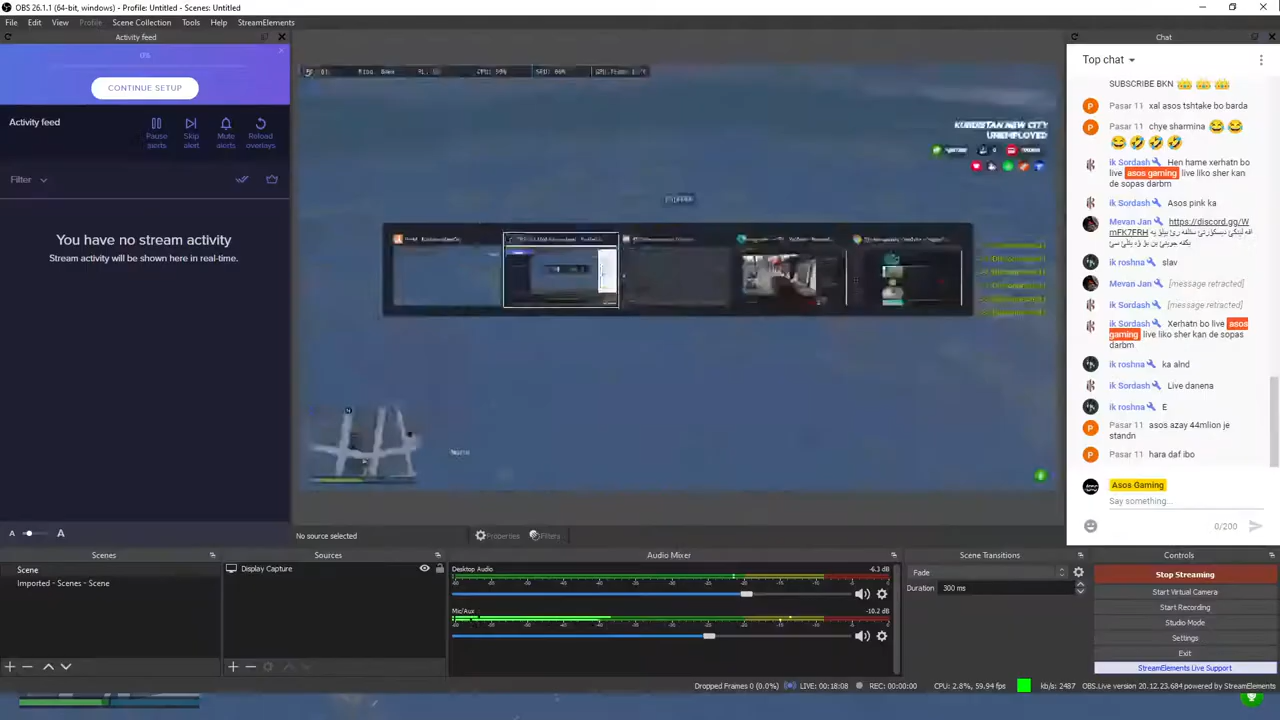 OBS 26.1.1 (64-bit, windows) - Profile: Untitled - Scenes: Untitled
File Edit View Profile Scene Collection Tools Help StreamElements
Activity feed
0%
CONTINUE SETUP
Activity feed
Pause alerts
Skip alert
Mute alerts
Reload overlays
Filter
You have no stream activity
Stream activity will be shown here in real-time.
A A
KURDISTAN NEW CITY
UNEMPLOYED
Chat
Top chat
SUBSCRIBE BKN 👑 👑 👑
P Pasar 11 xal asos tshtake bo barda
P Pasar 11 chye sharmina 😂 😂
😂 🤣 🤣 🤣
ik Sordash Hen hame xerhatn bo
live asos gaming live liko sher kan
de sopas darbm
ik Sordash Asos pink ka
Mevan Jan https://discord.gg/W
mFK7FRH
ik roshna slav
Mevan Jan [message retracted]
ik Sordash [message retracted]
ik Sordash Xerhatn bo live asos
gaming live liko sher kan de sopas
darbm
ik roshna ka alnd
ik Sordash Live danena
ik roshna E
P Pasar 11 asos azay 44mlion je
standn
P Pasar 11 hara daf ibo
Asos Gaming
Say something...
0/200
No source selected
Properties Filters
Scenes
Scene
Imported - Scenes - Scene
Sources
Display Capture
Audio Mixer
Desktop Audio -6.3 dB
Mic/Aux -10.2 dB
Scene Transitions
Fade
Duration 300 ms
Controls
Stop Streaming
Start Virtual Camera
Start Recording
Studio Mode
Settings
Exit
StreamElements Live Support
Dropped Frames 0 (0.0%) LIVE: 00:18:08 REC: 00:00:00 CPU: 2.8%, 59.94 fps kb/s: 2487 OBS.Live version 20.12.23.684 powered by StreamElements